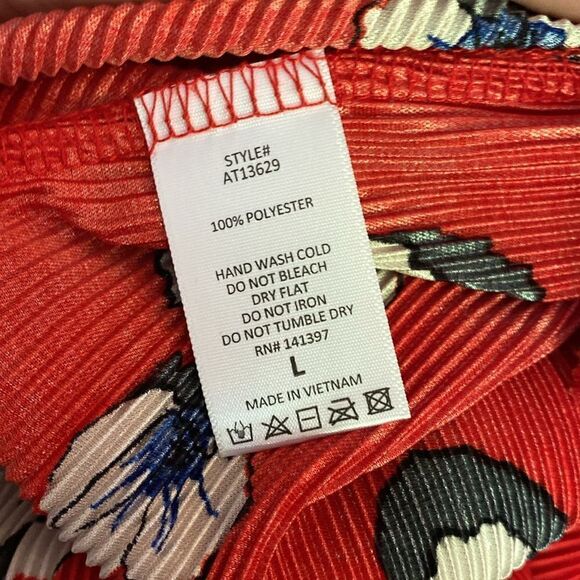 STYLE#
AT13629
100% POLYESTER
HAND WASH COLD
DO NOT BLEACH
DRY FLAT
DO NOT IRON
DO NOT TUMBLE DRY
RN# 141397
L
MADE IN VIETNAM